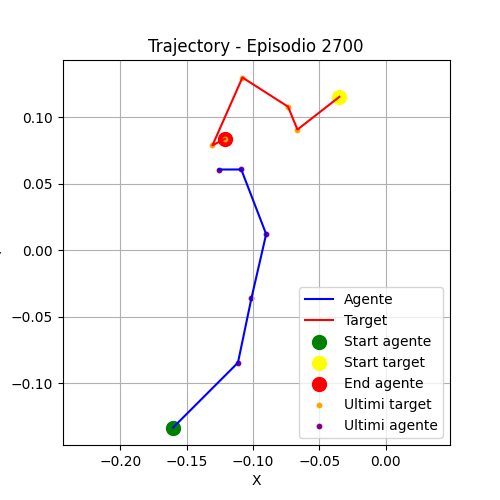 Trajectory - Episodio 2700
0.10
0.05
0.00
−0.05
−0.10
−0.20
−0.15
−0.10
−0.05
0.00
X
Agente
Target
Start agente
Start target
End agente
Ultimi target
Ultimi agente